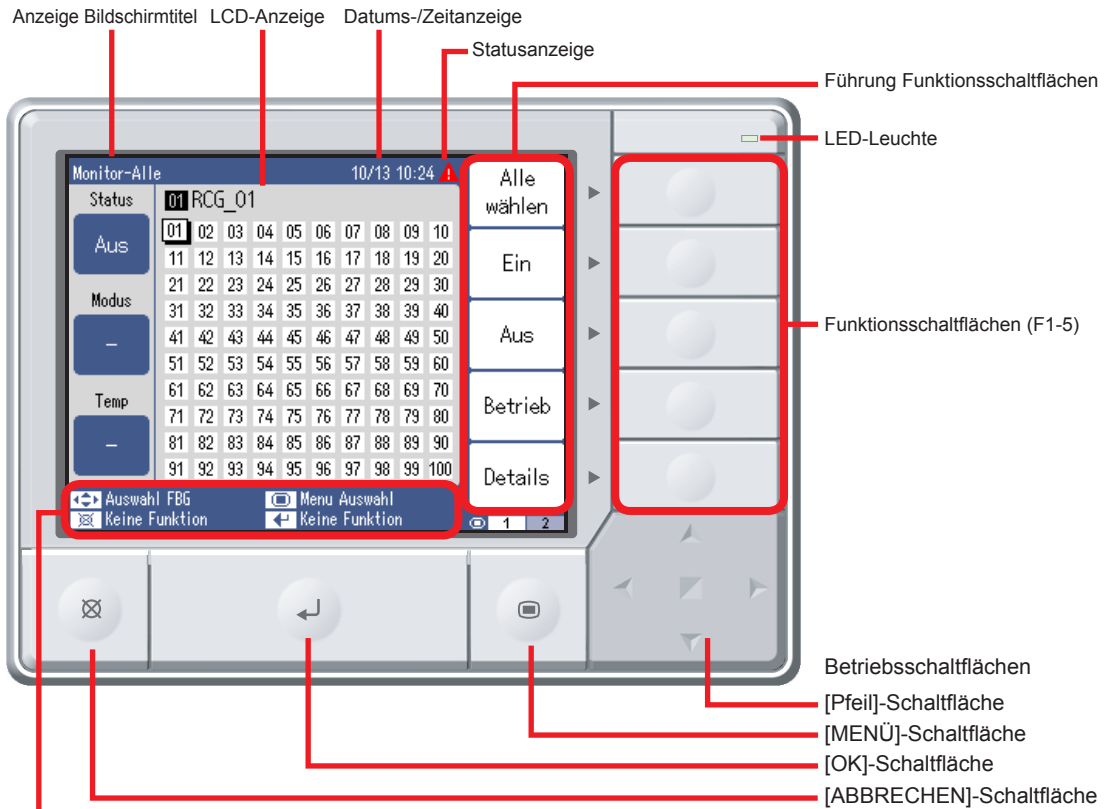 Anzeige Bildschirmtitel LCD-Anzeige Datums-/Zeitanzeige
Statusanzeige
Führung Funktionsschaltflächen
LED-Leuchte
Monitor-Alle 10/13 10:24
Status
Aus
Modus
–
Temp
–
01 RCG_01
01 02 03 04 05 06 07 08 09 10
11 12 13 14 15 16 17 18 19 20
21 22 23 24 25 26 27 28 29 30
31 32 33 34 35 36 37 38 39 40
41 42 43 44 45 46 47 48 49 50
51 52 53 54 55 56 57 58 59 60
61 62 63 64 65 66 67 68 69 70
71 72 73 74 75 76 77 78 79 80
81 82 83 84 85 86 87 88 89 90
91 92 93 94 95 96 97 98 99 100
Alle
wählen
Ein
Aus
Betrieb
Details
Auswahl FBG Menu Auswahl
Keine Funktion Keine Funktion
1 2
Funktionsschaltflächen (F1-5)
Betriebsschaltflächen
[Pfeil]-Schaltfläche
[MENÜ]-Schaltfläche
[OK]-Schaltfläche
[ABBRECHEN]-Schaltfläche